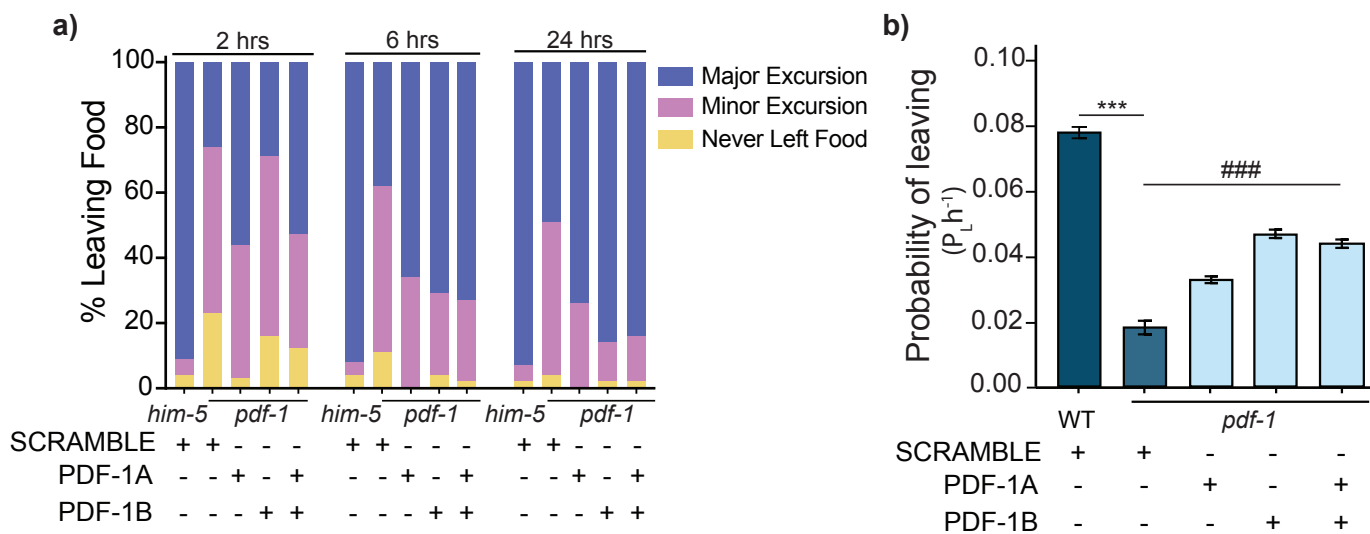 a)
2 hrs 6 hrs 24 hrs
% Leaving Food
100
80
60
40
20
0
him-5 pdf-1 him-5 pdf-1 him-5 pdf-1
SCRAMBLE + + - - - + + - - - + + - - -
PDF-1A - - + - + - - + - + - - + - +
PDF-1B - - - + + - - - + + - - - + +
Major Excursion
Minor Excursion
Never Left Food
b)
Probability of leaving
(PLh-1)
0.10
0.08
0.06
0.04
0.02
0.00
***
###
WT pdf-1
SCRAMBLE + + - - -
PDF-1A - - + - +
PDF-1B - - - + +